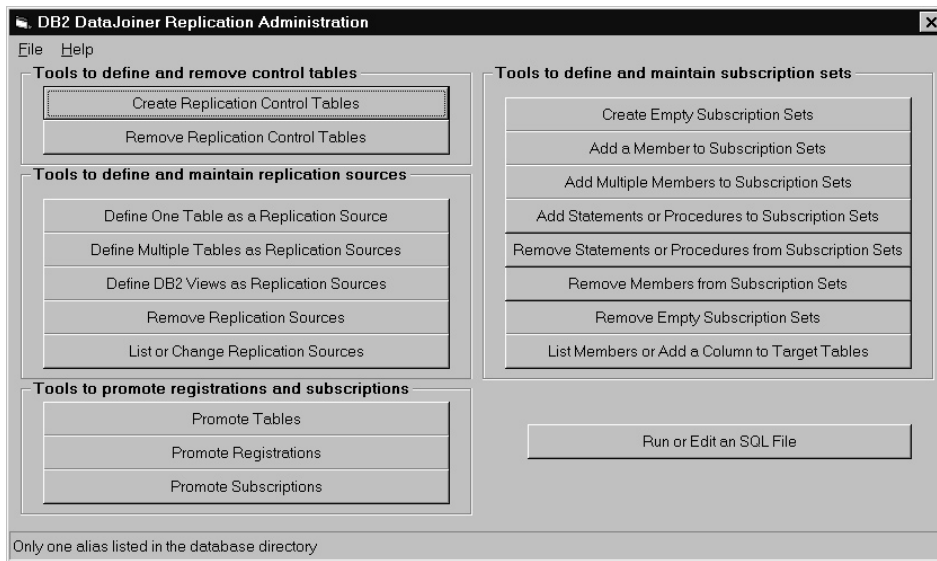 DB2 DataJoiner Replication Administration
File Help
Tools to define and remove control tables
Create Replication Control Tables
Remove Replication Control Tables
Tools to define and maintain replication sources
Define One Table as a Replication Source
Define Multiple Tables as Replication Sources
Define DB2 Views as Replication Sources
Remove Replication Sources
List or Change Replication Sources
Tools to promote registrations and subscriptions
Promote Tables
Promote Registrations
Promote Subscriptions
Tools to define and maintain subscription sets
Create Empty Subscription Sets
Add a Member to Subscription Sets
Add Multiple Members to Subscription Sets
Add Statements or Procedures to Subscription Sets
Remove Statements or Procedures from Subscription Sets
Remove Members from Subscription Sets
Remove Empty Subscription Sets
List Members or Add a Column to Target Tables
Run or Edit an SQL File
Only one alias listed in the database directory